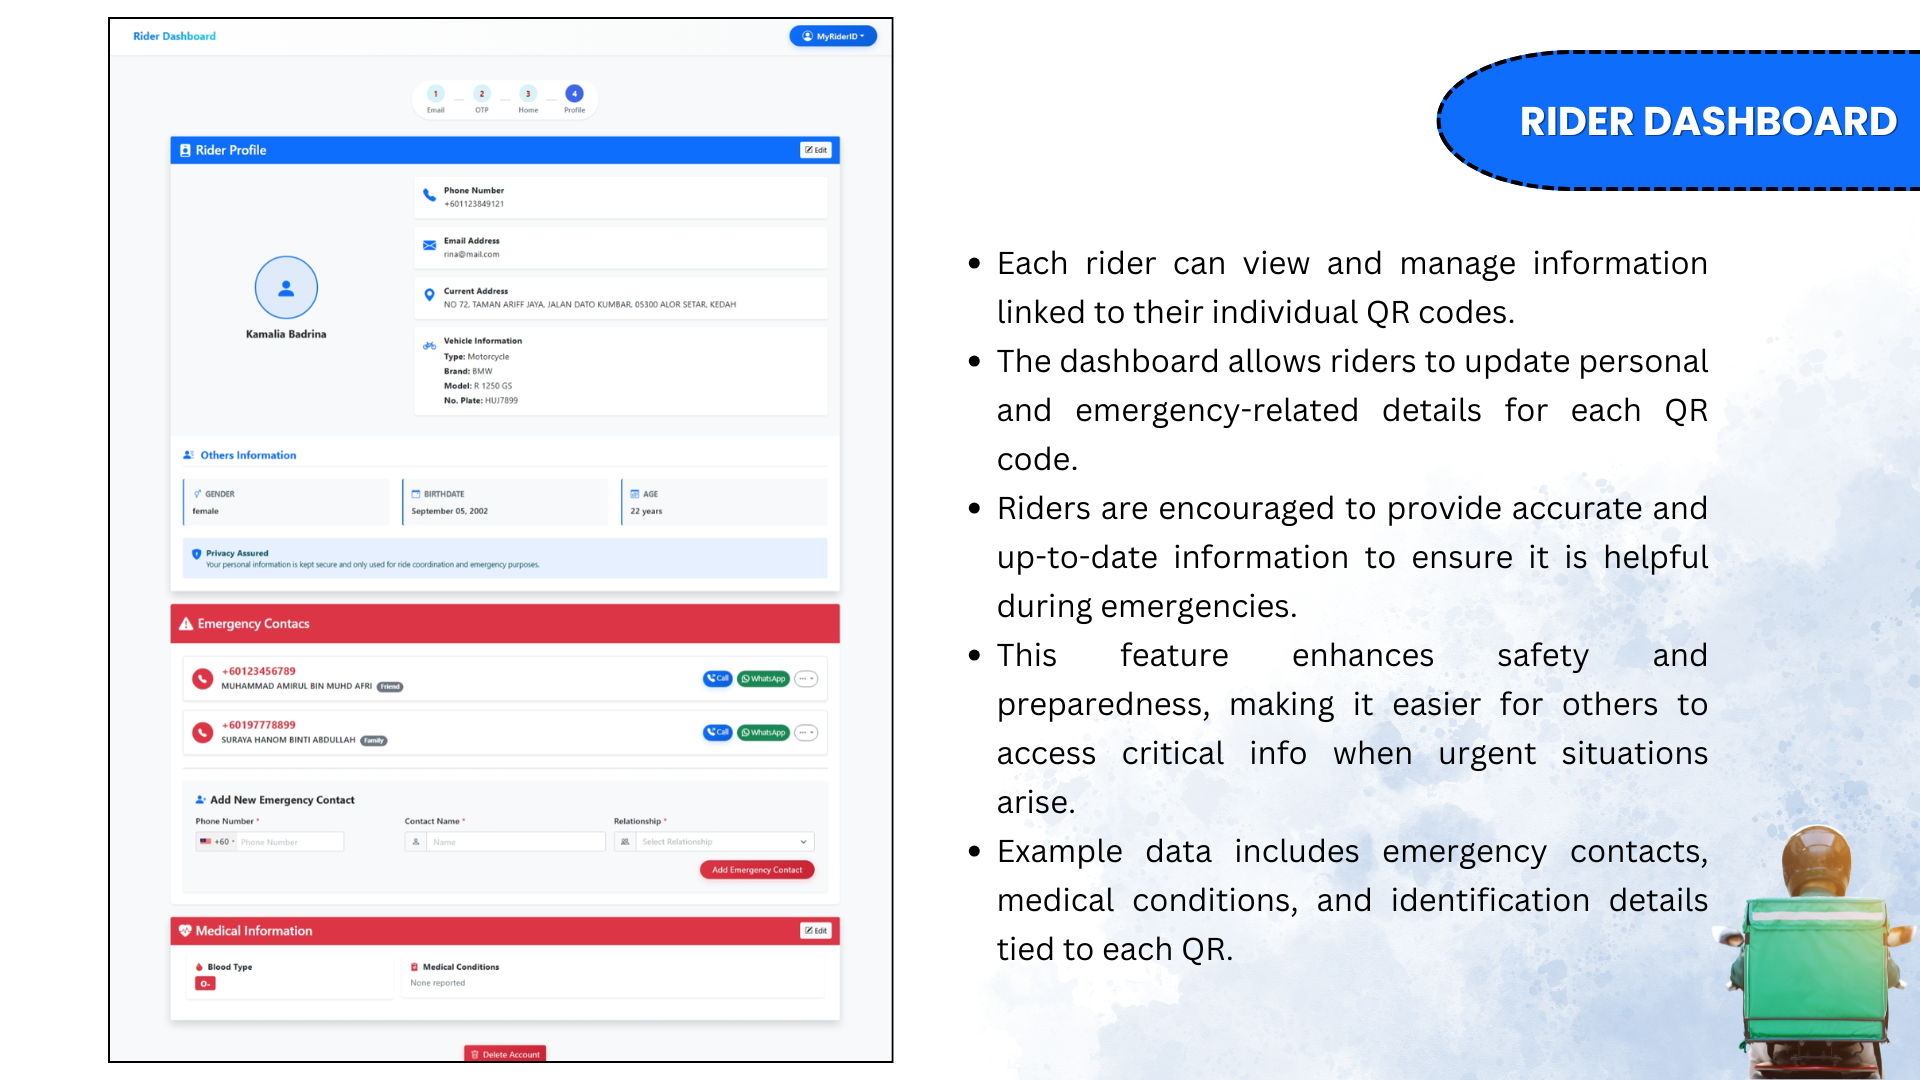 Rider Dashboard
MyRiderID
1 2 3 4
Email OTP Home Profile
Rider Profile
Edit
Phone Number
+601123849121
Email Address
rina@mail.com
Current Address
NO 72, TAMAN ARIFF JAYA, JALAN DATO KUMBAR, 05300 ALOR SETAR, KEDAH
Kamalia Badrina
Vehicle Information
Type: Motorcycle
Brand: BMW
Model: R 1250 GS
No. Plate: HUJ7899
Others Information
GENDER
female
BIRTHDATE
September 05, 2002
AGE
22 years
Privacy Assured
Your personal information is kept secure and only used for ride coordination and emergency purposes.
Emergency Contacs
+60123456789
MUHAMMAD AMIRUL BIN MUHD AFRI Friend
Call WhatsApp
+60197778899
SURAYA HANOM BINTI ABDULLAH Family
Call WhatsApp
Add New Emergency Contact
Phone Number *
+60 Phone Number
Contact Name *
Name
Relationship *
Select Relationship
Add Emergency Contact
Medical Information
Edit
Blood Type
O-
Medical Conditions
None reported
Delete Account
RIDER DASHBOARD
• Each rider can view and manage information
linked to their individual QR codes.
• The dashboard allows riders to update personal
and emergency-related details for each QR
code.
• Riders are encouraged to provide accurate and
up-to-date information to ensure it is helpful
during emergencies.
• This feature enhances safety and
preparedness, making it easier for others to
access critical info when urgent situations
arise.
• Example data includes emergency contacts,
medical conditions, and identification details
tied to each QR.